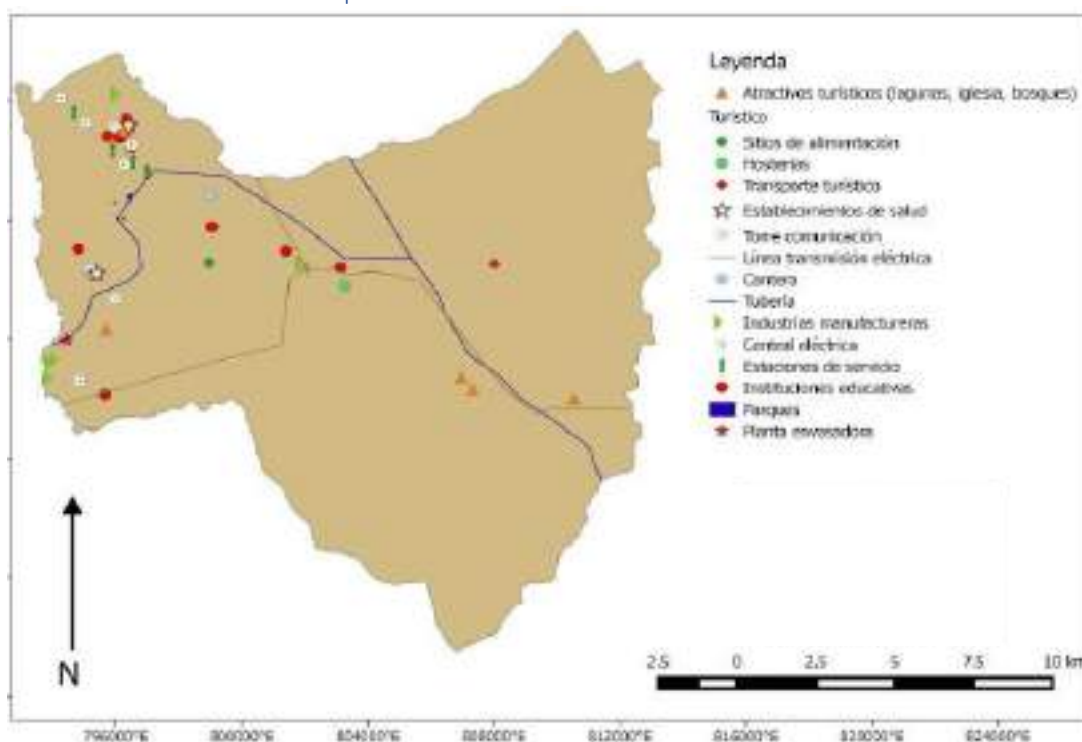 Leyenda
Atractivos turísticos (lagunas, iglesia, bosques)
Turístico
Sitios de alimentación
Hosterías
Transporte turístico
Establecimientos de salud
Torre comunicación
Línea transmisión eléctrica
Cantera
Tubería
Industrias manufactureras
Central eléctrica
Estaciones de servicio
Instituciones educativas
Parques
Planta envasadora
N
2.5 0 2.5 5 7.5 10 km
796000°E 800000°E 804000°E 808000°E 812000°E 816000°E 820000°E 824000°E